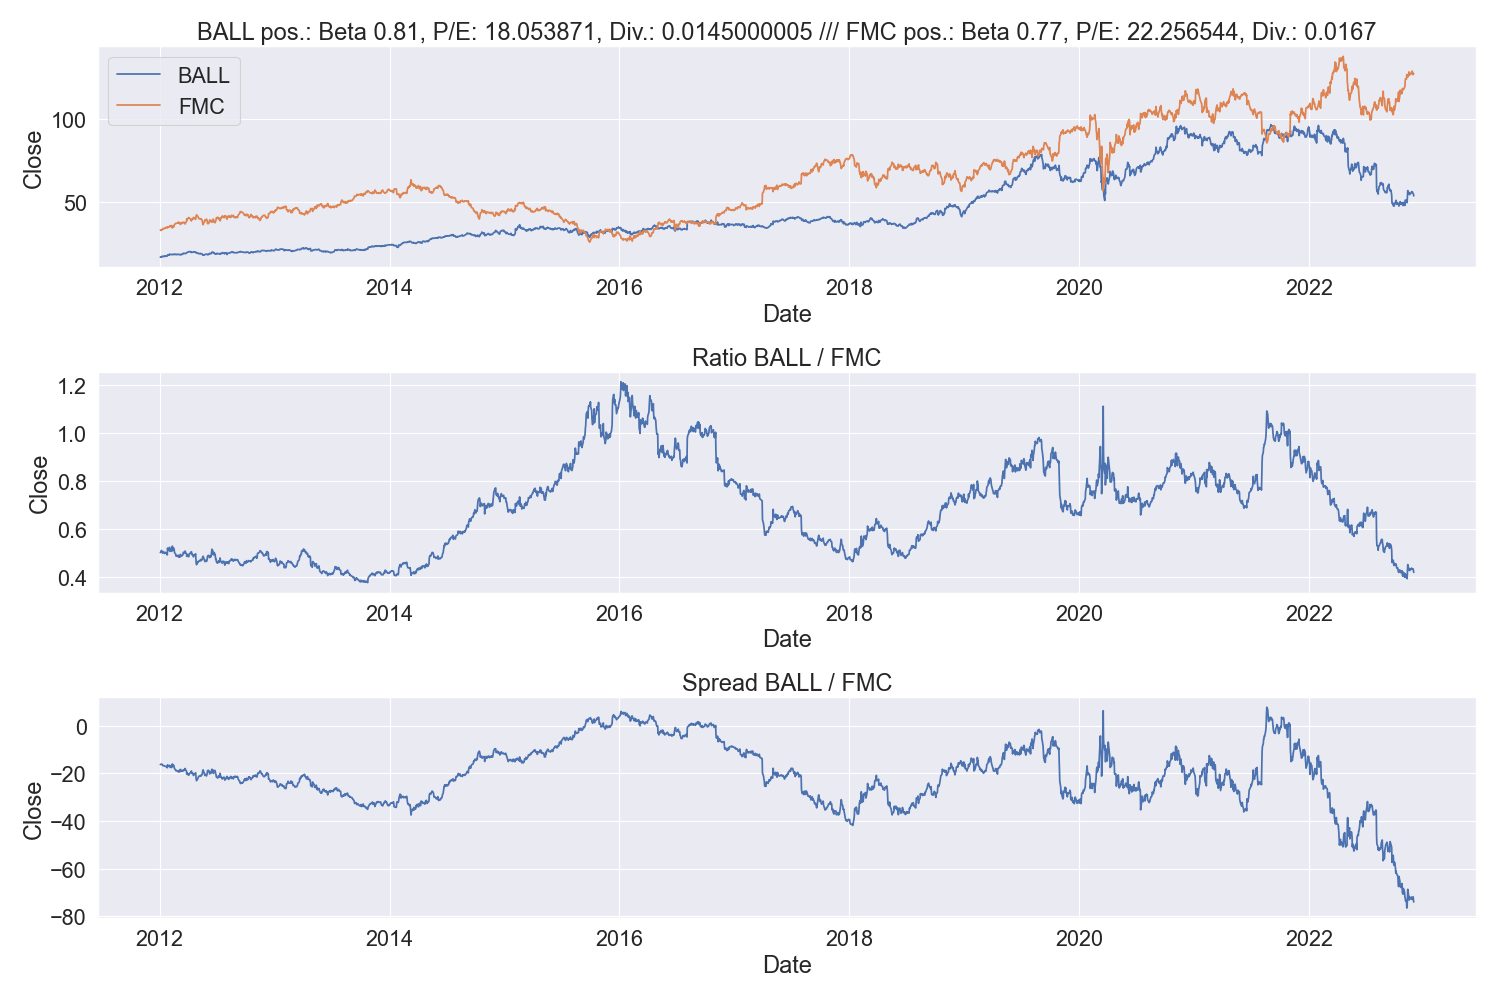 BALL pos.: Beta 0.81, P/E: 18.053871, Div.: 0.0145000005 /// FMC pos.: Beta 0.77, P/E: 22.256544, Div.: 0.0167
BALL
FMC
Close
100
50
2012 2014 2016 2018 2020 2022
Date
Ratio BALL / FMC
Close
1.2
1.0
0.8
0.6
0.4
2012 2014 2016 2018 2020 2022
Date
Spread BALL / FMC
Close
0
−20
−40
−60
−80
2012 2014 2016 2018 2020 2022
Date